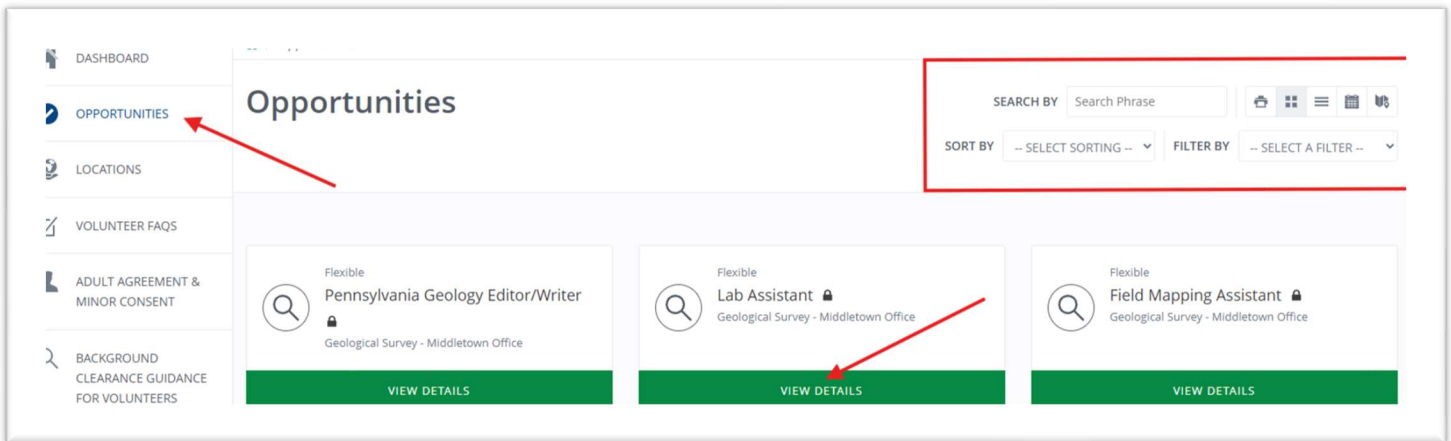 DASHBOARD
OPPORTUNITIES
LOCATIONS
VOLUNTEER FAQS
ADULT AGREEMENT &
MINOR CONSENT
BACKGROUND
CLEARANCE GUIDANCE
FOR VOLUNTEERS
Opportunities
SEARCH BY Search Phrase
SORT BY -- SELECT SORTING -- FILTER BY -- SELECT A FILTER --
Flexible
Pennsylvania Geology Editor/Writer
Geological Survey - Middletown Office
VIEW DETAILS
Flexible
Lab Assistant
Geological Survey - Middletown Office
VIEW DETAILS
Flexible
Field Mapping Assistant
Geological Survey - Middletown Office
VIEW DETAILS